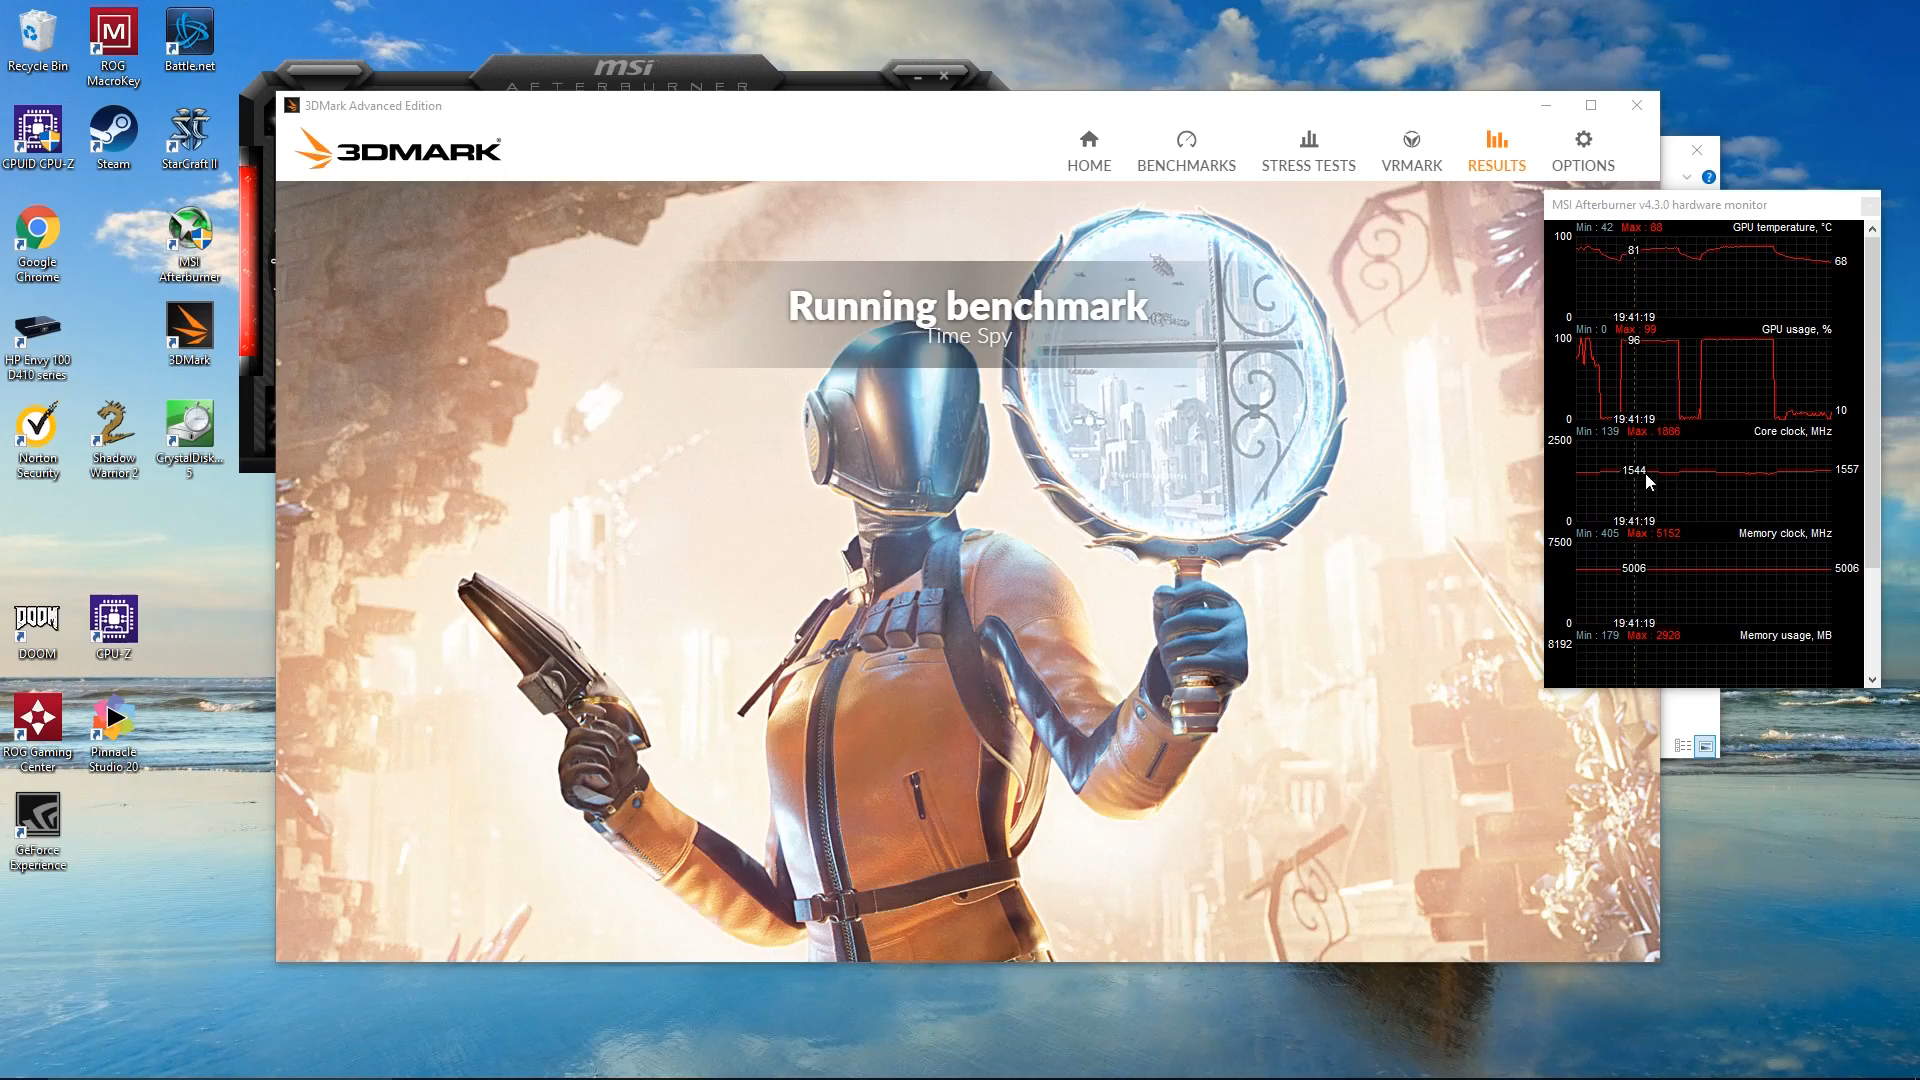 Recycle Bin
ROG
MacroKey
Battle.net
CPUID CPU-Z
Steam
StarCraft II
Google
Chrome
MSI
Afterburner
HP Envy 100
D410 series
3DMark
Norton
Security
Shadow
Warrior 2
CrystalDisk...
5
DOOM
DOOM
CPU-Z
ROG Gaming
Center
Pinnacle
Studio 20
GeForce
Experience
msi
AFTERBURNER
3DMark Advanced Edition
3DMARK
HOME
BENCHMARKS
STRESS TESTS
VRMARK
RESULTS
OPTIONS
Running benchmark
Time Spy
MSI Afterburner v4.3.0 hardware monitor
Min : 42 Max : 88 GPU temperature, °C
100
81
68
0 19:41:19
Min : 0 Max : 99 GPU usage, %
100
96
10
0 19:41:19
Min : 139 Max : 1886 Core clock, MHz
2500
1544
1557
0 19:41:19
Min : 405 Max : 5152 Memory clock, MHz
7500
5006
5006
0 19:41:19
Min : 179 Max : 2928 Memory usage, MB
8192